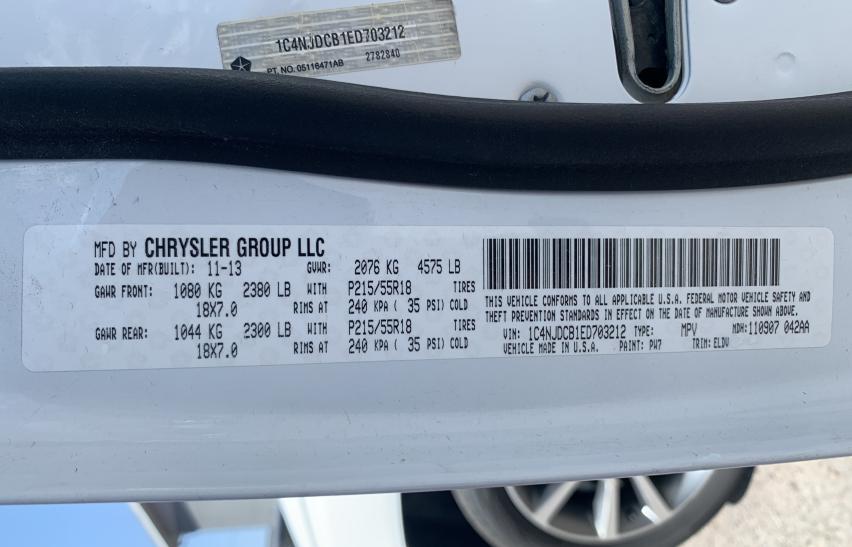 1C4NJDCB1ED703212
PT. NO. 05116471AB 2782840
MFD BY CHRYSLER GROUP LLC
DATE OF MFR(BUILT): 11-13 GVWR: 2076 KG 4575 LB
GAWR FRONT: 1080 KG 2380 LB WITH P215/55R18 TIRES
18X7.0 RIMS AT 240 KPA ( 35 PSI) COLD
GAWR REAR: 1044 KG 2300 LB WITH P215/55R18 TIRES
18X7.0 RIMS AT 240 KPA ( 35 PSI) COLD
THIS VEHICLE CONFORMS TO ALL APPLICABLE U.S.A. FEDERAL MOTOR VEHICLE SAFETY AND
THEFT PREVENTION STANDARDS IN EFFECT ON THE DATE OF MANUFACTURE SHOWN ABOVE.
VIN: 1C4NJDCB1ED703212 TYPE: MPV MDH:110907 042AA
VEHICLE MADE IN U.S.A. PAINT: PW7 TRIM: ELDV